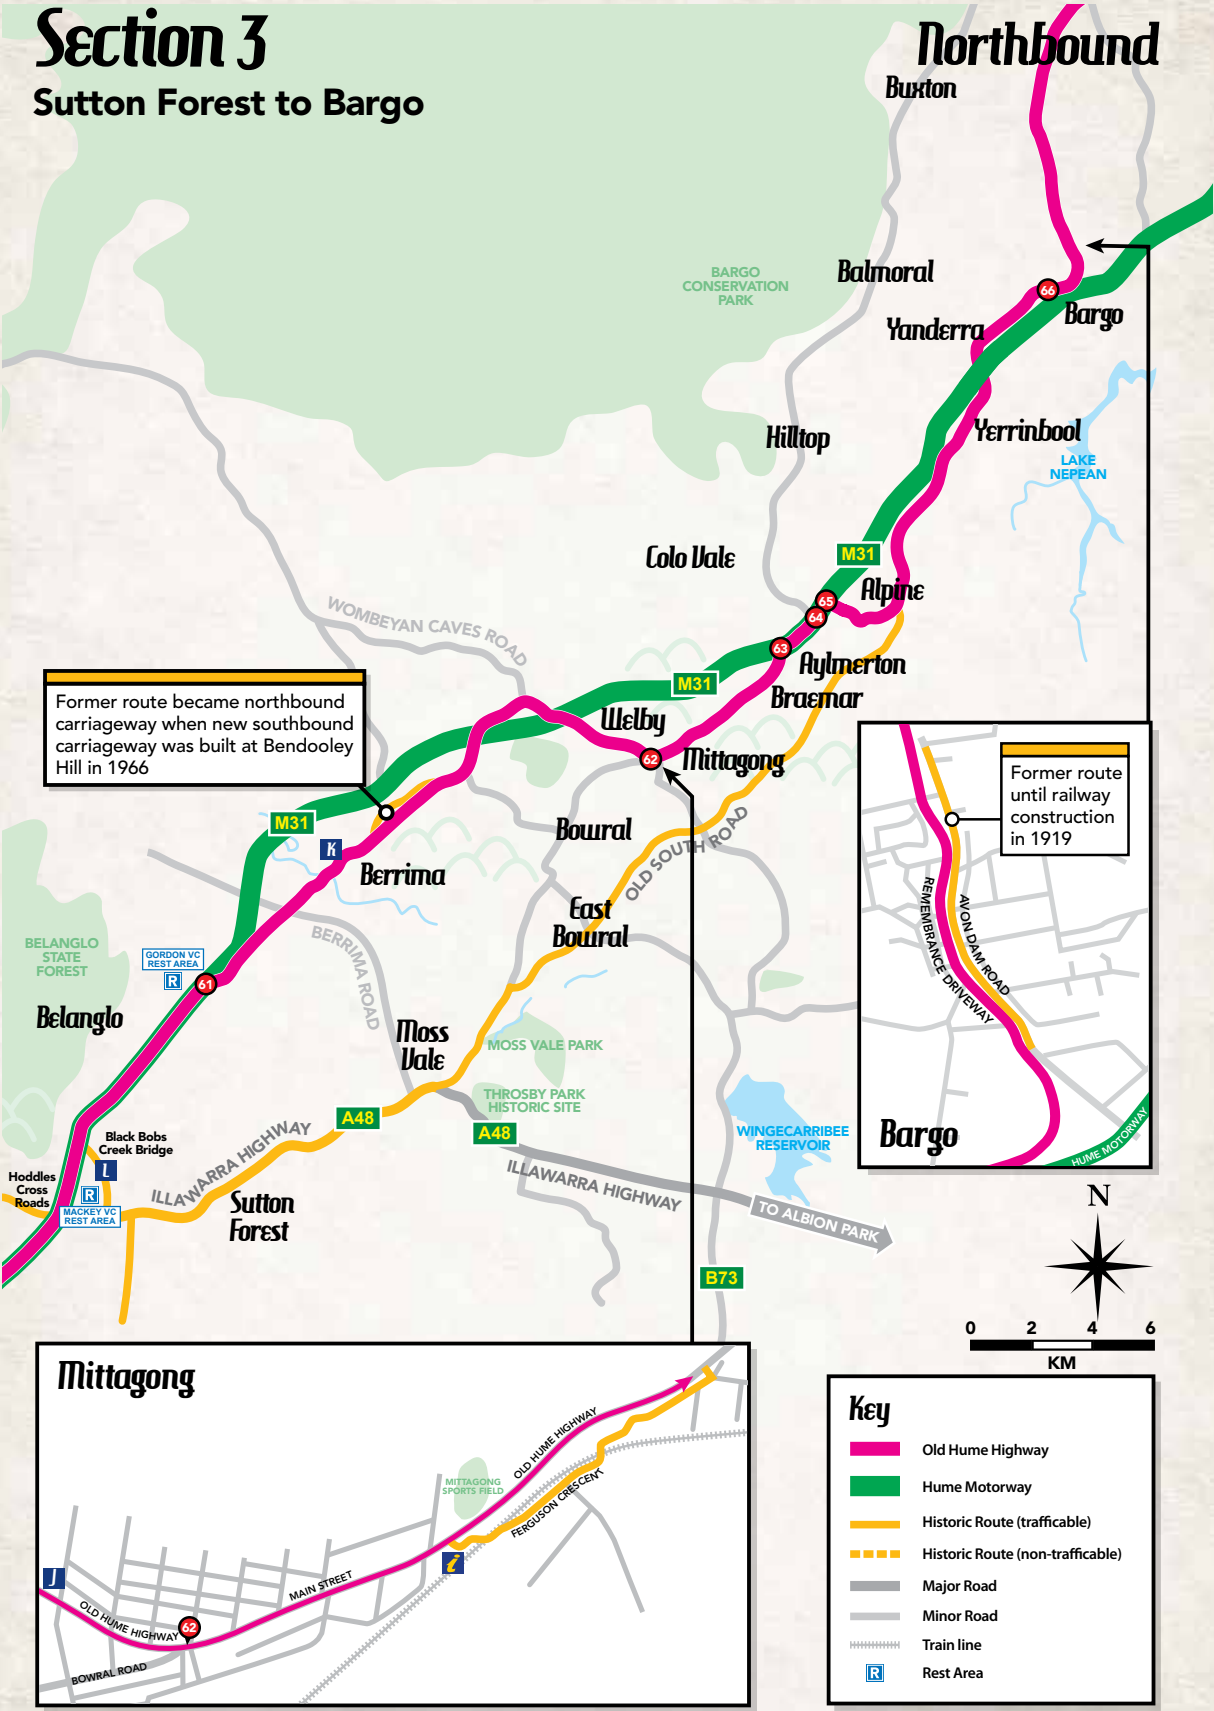 Section 3
Sutton Forest to Bargo
Northbound
Buxton
BARGO
CONSERVATION
PARK
Balmoral
66
Bargo
Yanderra
Hilltop
Yerrinbool
LAKE
NEPEAN
Colo Vale
M31
Alpine
65
64
63
WOMBEYAN CAVES ROAD
Aylmerton
M31
Braemar
Former route became northbound
carriageway when new southbound
carriageway was built at Bendooley
Hill in 1966
Welby
62
Mittagong
M31
K
Berrima
Bowral
OLD SOUTH ROAD
East
Bowral
BERRIMA ROAD
BELANGLO
STATE
FOREST
GORDON VC
REST AREA
R
61
Belanglo
Moss
Vale
MOSS VALE PARK
THROSBY PARK
HISTORIC SITE
A48
A48
WINGECARRIBEE
RESERVOIR
Black Bobs
Creek Bridge
L
Hoddles
Cross
Roads
R
MACKEY VC
REST AREA
ILLAWARRA HIGHWAY
Sutton
Forest
ILLAWARRA HIGHWAY
TO ALBION PARK
B73
Former route
until railway
construction
in 1919
REMEMBRANCE DRIVEWAY
AVON DAM ROAD
Bargo
HUME MOTORWAY
N
0 2 4 6
KM
Mittagong
OLD HUME HIGHWAY
MITTAGONG
SPORTS FIELD
FERGUSON CRESCENT
i
J
MAIN STREET
OLD HUME HIGHWAY
62
BOWRAL ROAD
Key
Old Hume Highway
Hume Motorway
Historic Route (trafficable)
Historic Route (non-trafficable)
Major Road
Minor Road
Train line
R Rest Area